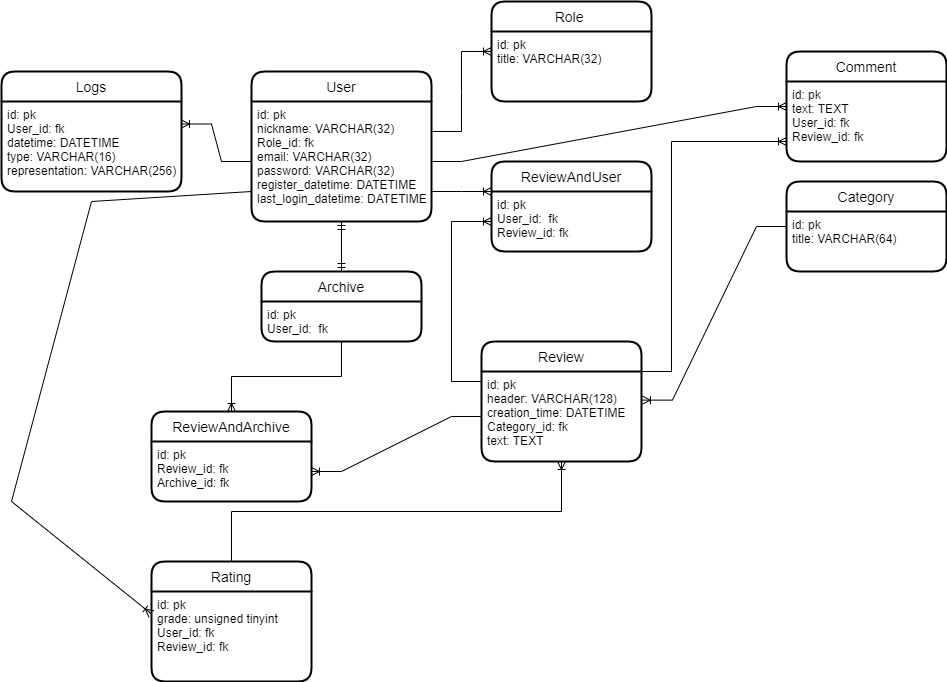 Role
id: pk
title: VARCHAR(32)
Logs
id: pk
User_id: fk
datetime: DATETIME
type: VARCHAR(16)
representation: VARCHAR(256)
User
id: pk
nickname: VARCHAR(32)
Role_id: fk
email: VARCHAR(32)
password: VARCHAR(32)
register_datetime: DATETIME
last_login_datetime: DATETIME
Comment
id: pk
text: TEXT
User_id: fk
Review_id: fk
ReviewAndUser
id: pk
User_id:  fk
Review_id: fk
Category
id: pk
title: VARCHAR(64)
Archive
id: pk
User_id:  fk
Review
id: pk
header: VARCHAR(128)
creation_time: DATETIME
Category_id: fk
text: TEXT
ReviewAndArchive
id: pk
Review_id: fk
Archive_id: fk
Rating
id: pk
grade: unsigned tinyint
User_id: fk
Review_id: fk